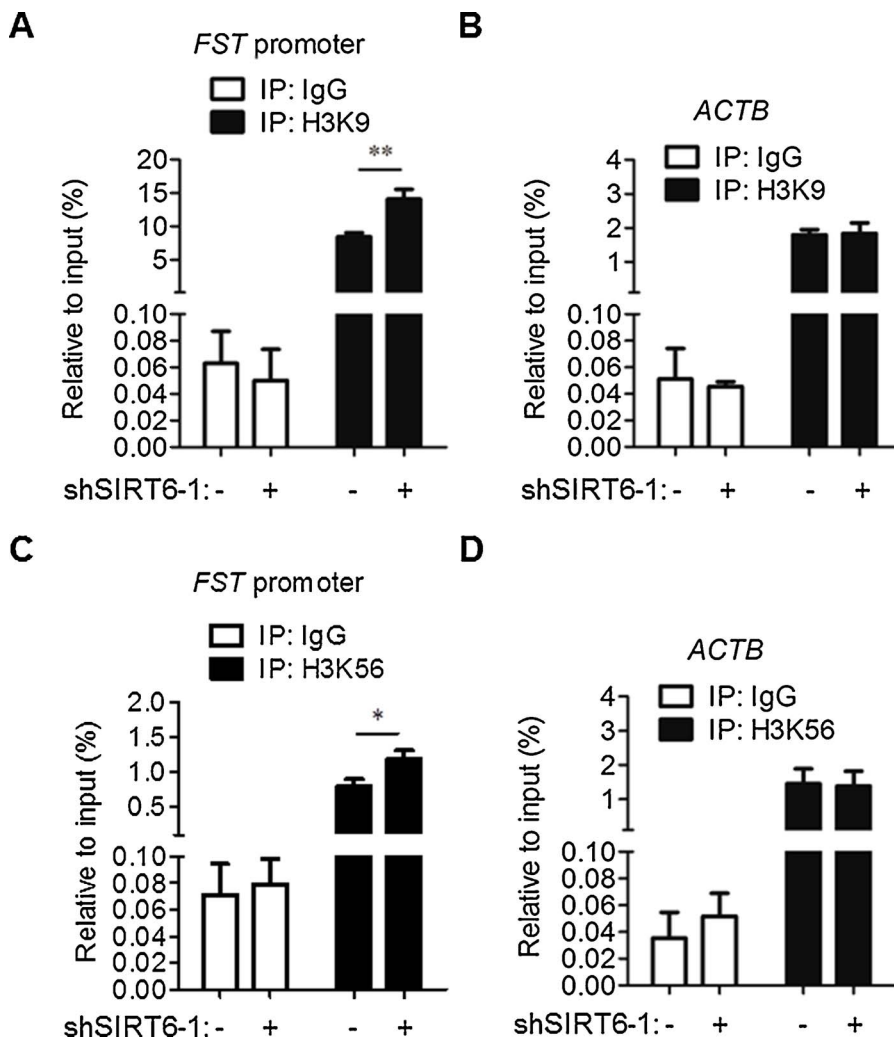 A
FST promoter
IP: IgG
IP: H3K9
**
Relative to input (%)
20
15
10
5
0.10
0.08
0.06
0.04
0.02
0.00
shSIRT6-1: - + - +
B
ACTB
IP: IgG
IP: H3K9
Relative to input (%)
4
3
2
1
0.10
0.08
0.06
0.04
0.02
0.00
shSIRT6-1: - + - +
C
FST promoter
IP: IgG
IP: H3K56
*
Relative to input (%)
2.0
1.5
1.0
0.5
0.10
0.08
0.06
0.04
0.02
0.00
shSIRT6-1: - + - +
D
ACTB
IP: IgG
IP: H3K56
Relative to input (%)
4
3
2
1
0.10
0.08
0.06
0.04
0.02
0.00
shSIRT6-1: - + - +